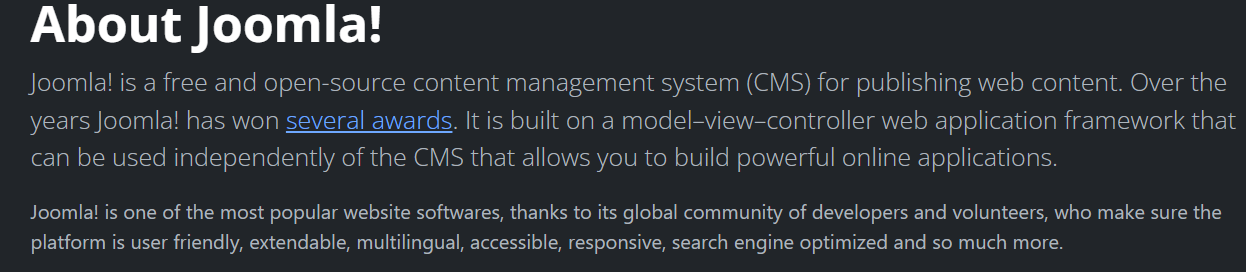 About Joomla!
Joomla! is a free and open-source content management system (CMS) for publishing web content. Over the
years Joomla! has won several awards. It is built on a model–view–controller web application framework that
can be used independently of the CMS that allows you to build powerful online applications.
Joomla! is one of the most popular website softwares, thanks to its global community of developers and volunteers, who make sure the
platform is user friendly, extendable, multilingual, accessible, responsive, search engine optimized and so much more.